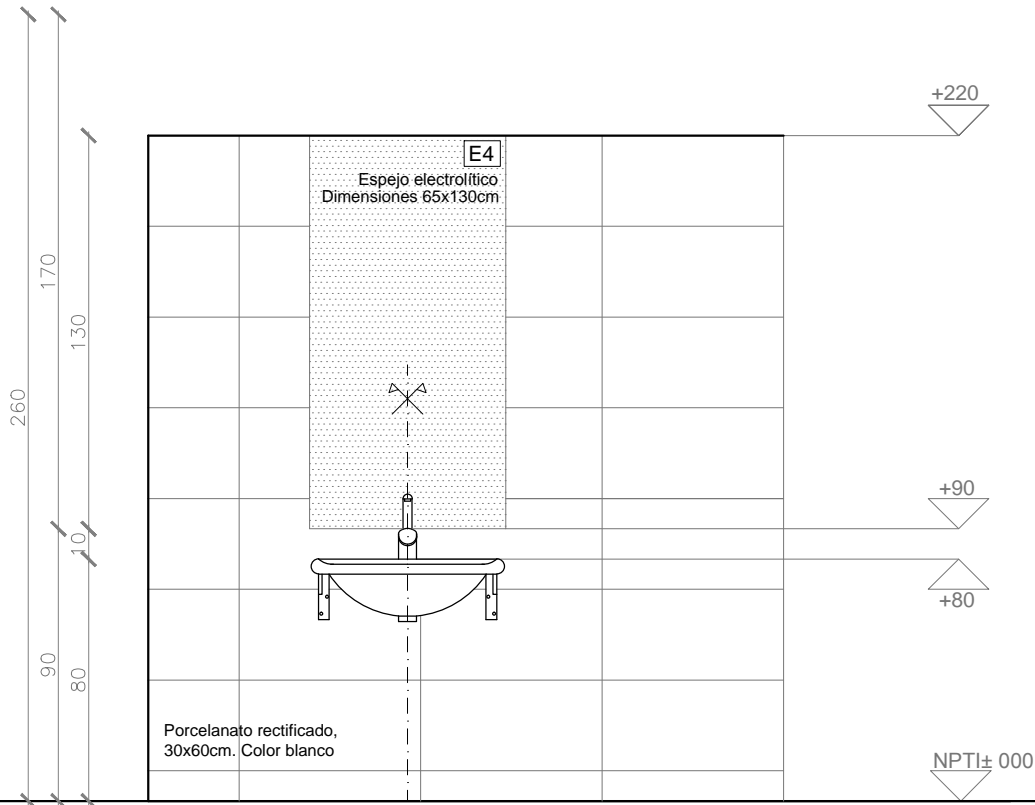 +220
E4
Espejo electrolítico
Dimensiones 65x130cm
170
130
260
+90
10
+80
90
80
Porcelanato rectificado,
30x60cm. Color blanco
NPTI± 000